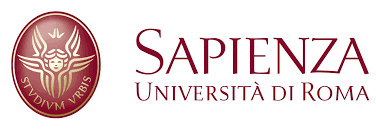 STVDIVM VRBIS
SAPIENZA
UNIVERSITÀ DI ROMA